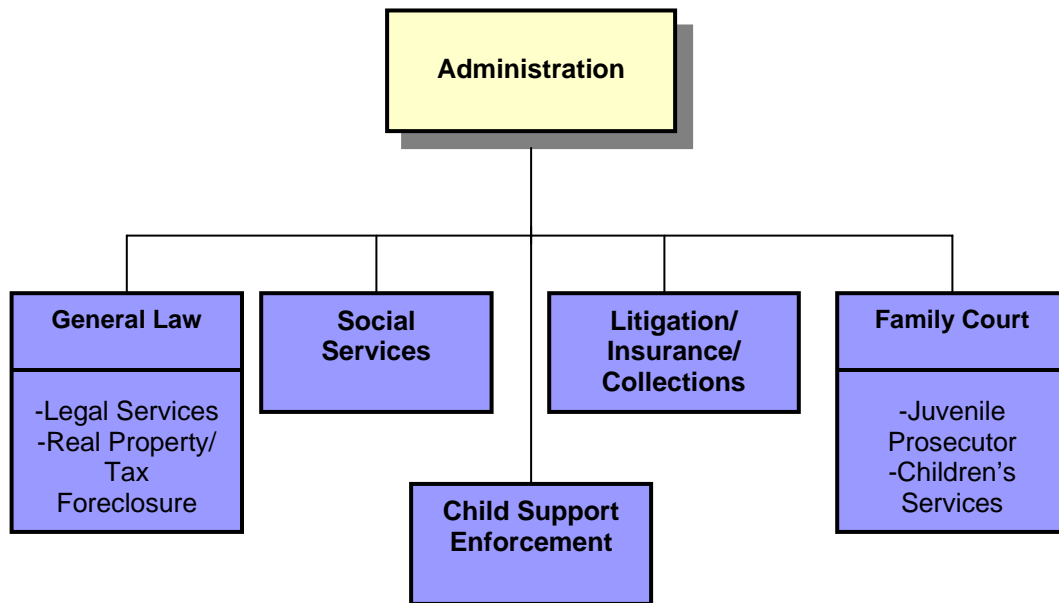 Administration
General Law
-Legal Services
-Real Property/
Tax
Foreclosure
Social
Services
Litigation/
Insurance/
Collections
Family Court
-Juvenile
Prosecutor
-Children’s
Services
Child Support
Enforcement